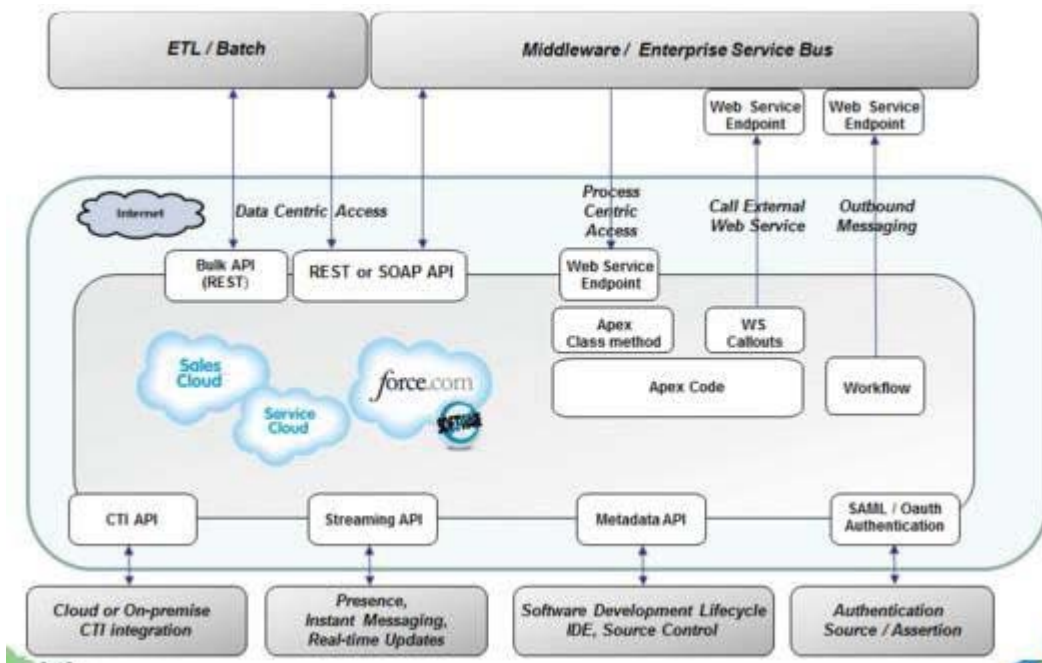 ETL / Batch
Middleware / Enterprise Service Bus
Web Service
Endpoint
Web Service
Endpoint
Internet
Data Centric Access
Process
Centric
Access
Call External
Web Service
Outbound
Messaging
Bulk API
(REST)
REST or SOAP API
Web Service
Endpoint
Apex
Class method
WS
Callouts
Apex Code
Workflow
Sales
Cloud
Service
Cloud
force.com
SOFTWARE
CTI API
Streaming API
Metadata API
SAML / Oauth
Authentication
Cloud or On-premise
CTI integration
Presence,
Instant Messaging,
Real-time Updates
Software Development Lifecycle
IDE, Source Control
Authentication
Source / Assertion